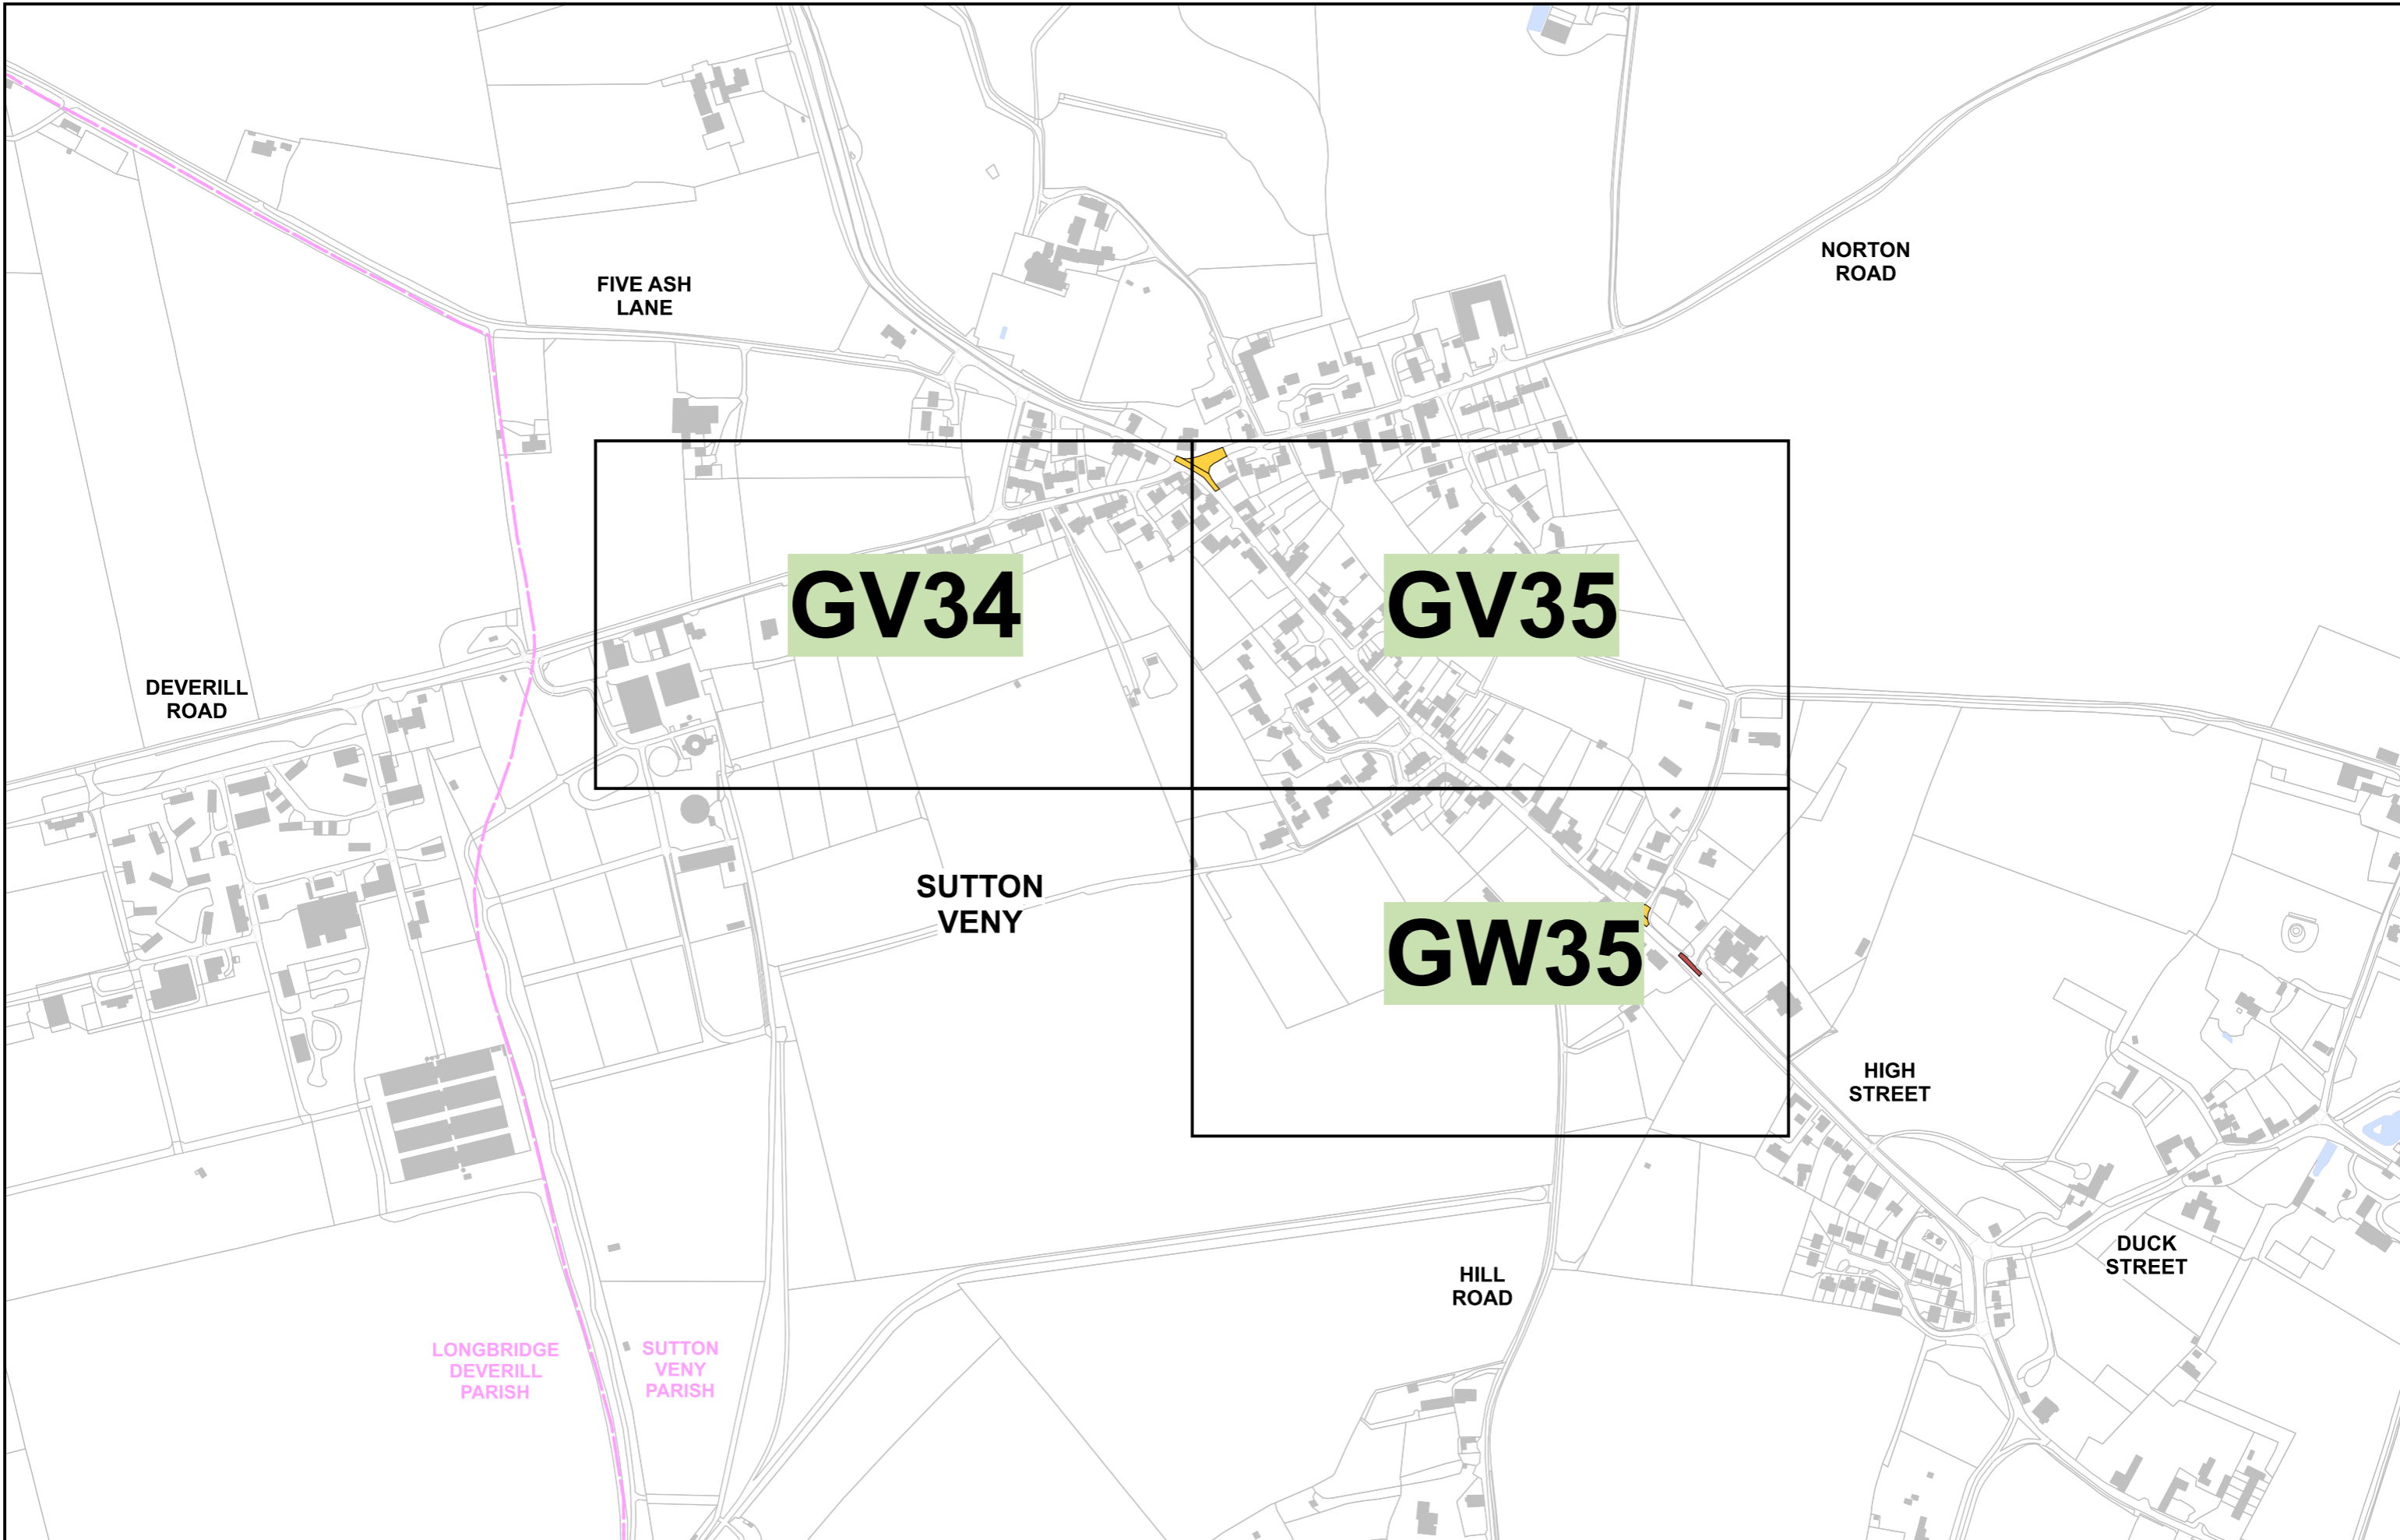 NORTON
ROAD
FIVE ASH
LANE
GV34
GV35
DEVERILL
ROAD
SUTTON
VENY
GW35
HIGH
STREET
DUCK
STREET
HILL
ROAD
LONGBRIDGE
DEVERILL
PARISH
SUTTON
VENY
PARISH